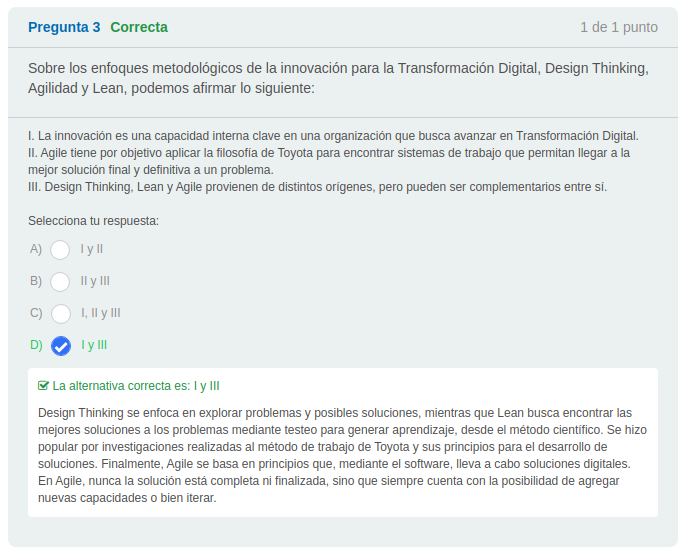 Pregunta 3 Correcta 1 de 1 punto
Sobre los enfoques metodológicos de la innovación para la Transformación Digital, Design Thinking,
Agilidad y Lean, podemos afirmar lo siguiente:
I. La innovación es una capacidad interna clave en una organización que busca avanzar en Transformación Digital.
II. Agile tiene por objetivo aplicar la filosofía de Toyota para encontrar sistemas de trabajo que permitan llegar a la
mejor solución final y definitiva a un problema.
III. Design Thinking, Lean y Agile provienen de distintos orígenes, pero pueden ser complementarios entre sí.
Selecciona tu respuesta:
A) I y II
B) II y III
C) I, II y III
D) I y III
La alternativa correcta es: I y III
Design Thinking se enfoca en explorar problemas y posibles soluciones, mientras que Lean busca encontrar las
mejores soluciones a los problemas mediante testeo para generar aprendizaje, desde el método científico. Se hizo
popular por investigaciones realizadas al método de trabajo de Toyota y sus principios para el desarrollo de
soluciones. Finalmente, Agile se basa en principios que, mediante el software, lleva a cabo soluciones digitales.
En Agile, nunca la solución está completa ni finalizada, sino que siempre cuenta con la posibilidad de agregar
nuevas capacidades o bien iterar.